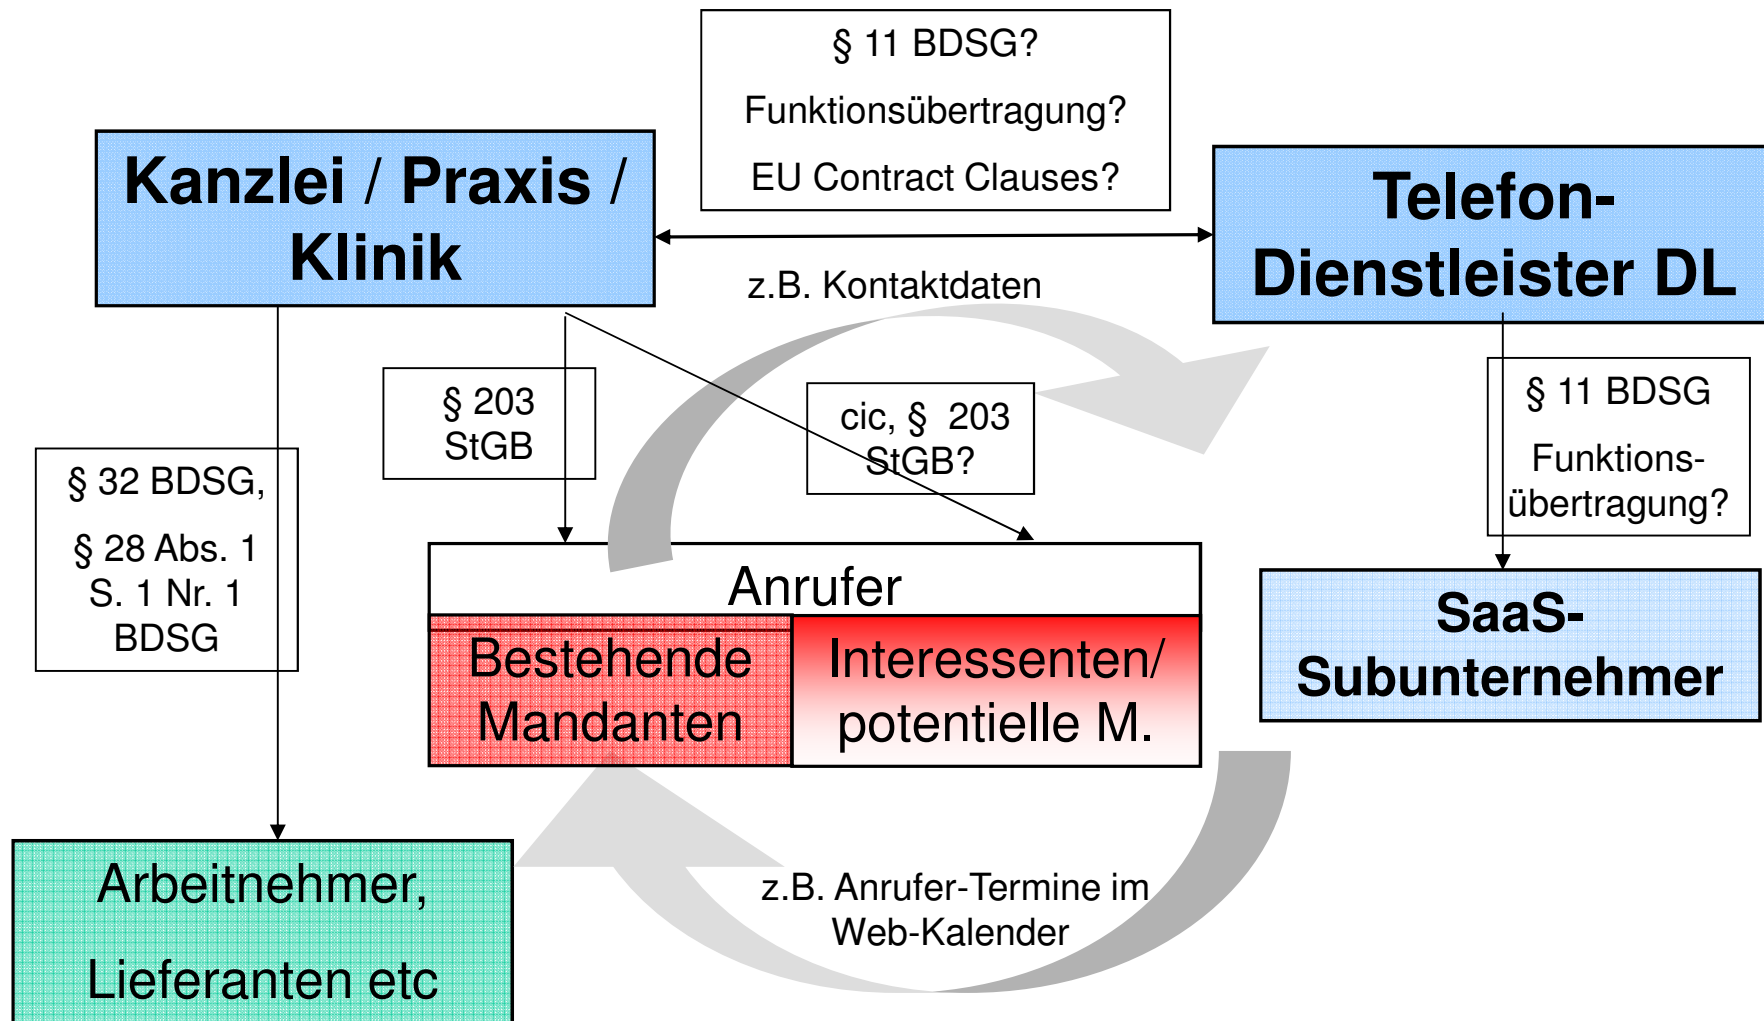 § 11 BDSG?
Funktionsübertragung?
EU Contract Clauses?
Kanzlei / Praxis /
Klinik
Telefon-
Dienstleister DL
z.B. Kontaktdaten
§ 203
StGB
cic, § 203
StGB?
§ 11 BDSG
Funktions-
übertragung?
§ 32 BDSG,
§ 28 Abs. 1
S. 1 Nr. 1
BDSG
Anrufer
Bestehende
Mandanten
Interessenten/
potentielle M.
SaaS-
Subunternehmer
Arbeitnehmer,
Lieferanten etc
z.B. Anrufer-Termine im
Web-Kalender